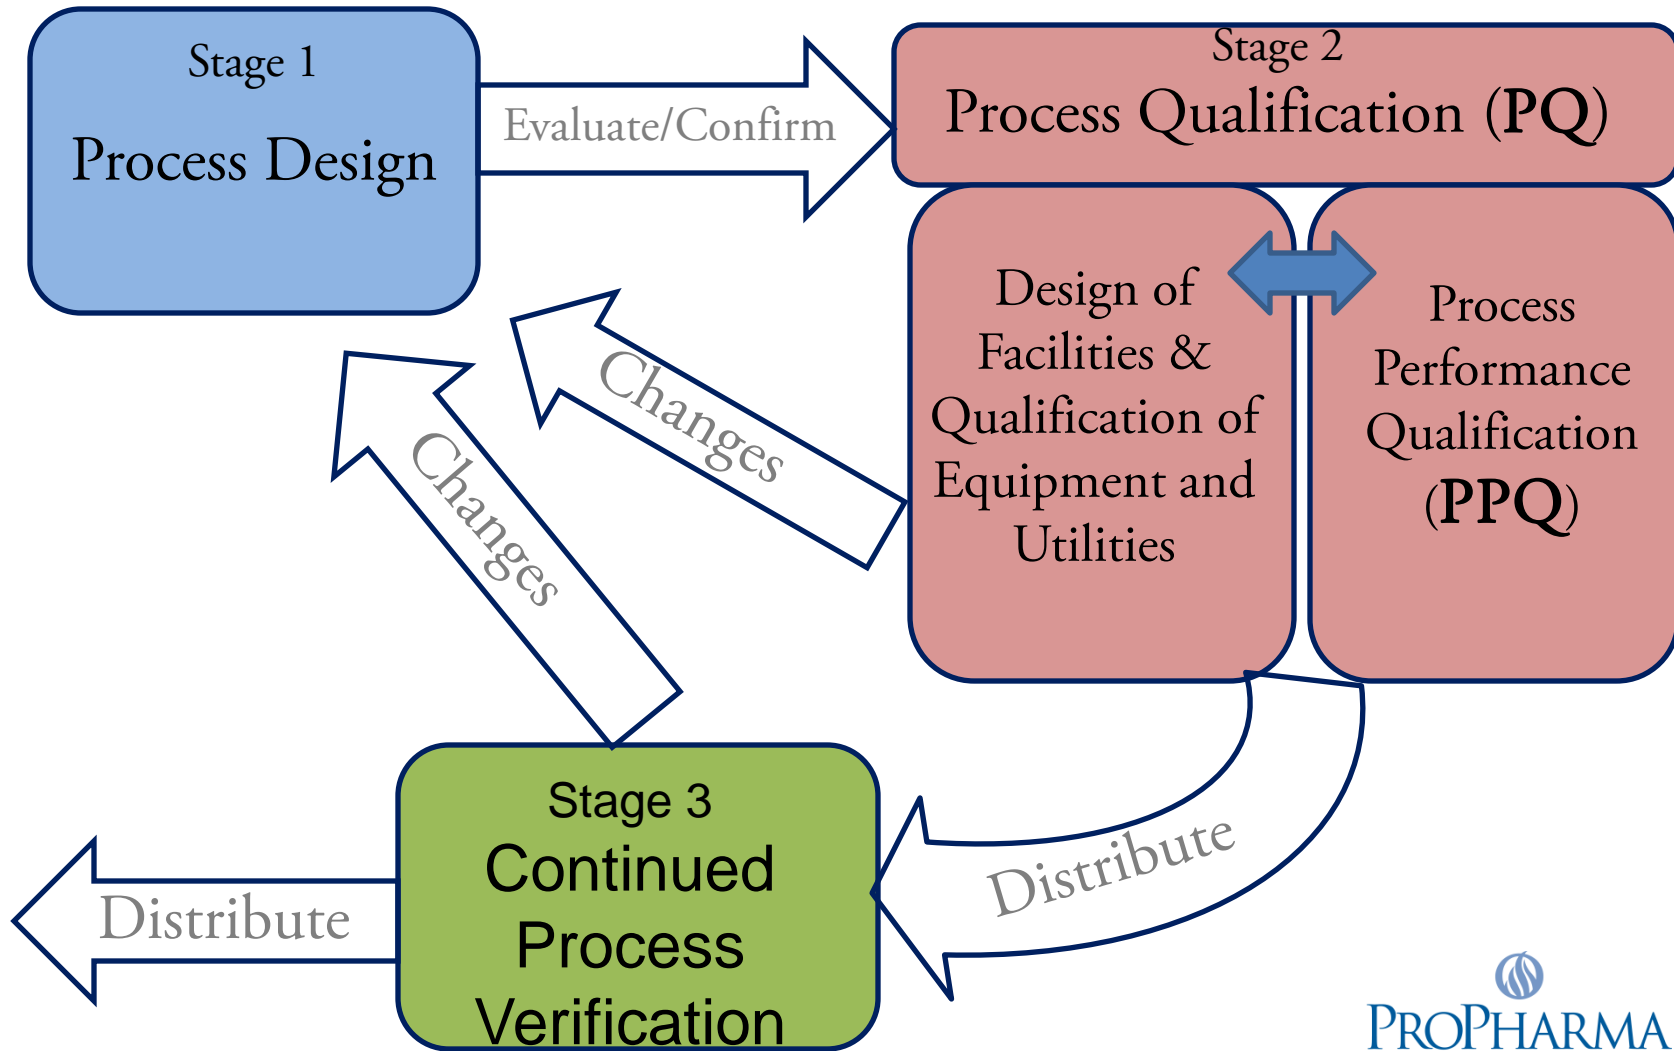 Stage 1
Process Design
Evaluate/Confirm
Stage 2
Process Qualification (PQ)
Design of
Facilities &
Qualification of
Equipment and
Utilities
Process
Performance
Qualification
(PPQ)
Changes
Changes
Stage 3
Continued
Process
Verification
Distribute
Distribute
PROPHARMA